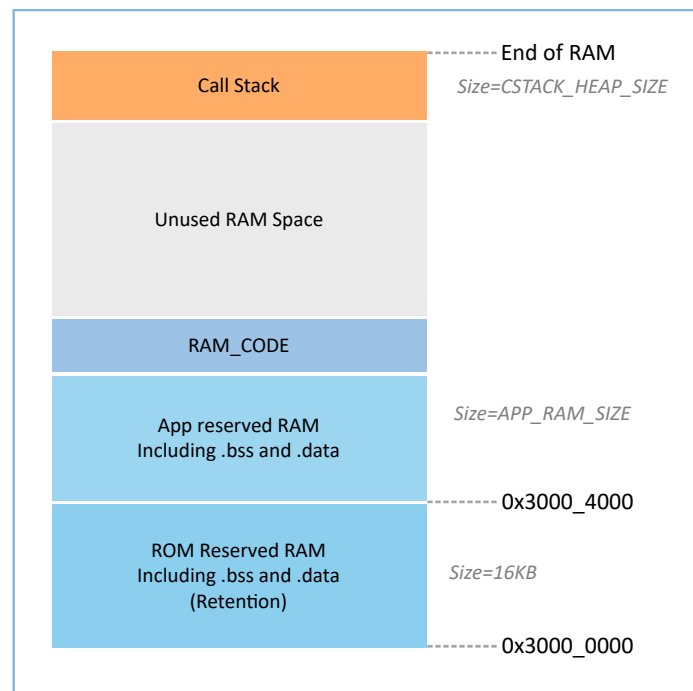 End of RAM
Call Stack
Size=CSTACK_HEAP_SIZE
Unused RAM Space
RAM_CODE
App reserved RAM
Including .bss and .data
Size=APP_RAM_SIZE
0x3000_4000
ROM Reserved RAM
Including .bss and .data
(Retention)
Size=16KB
0x3000_0000